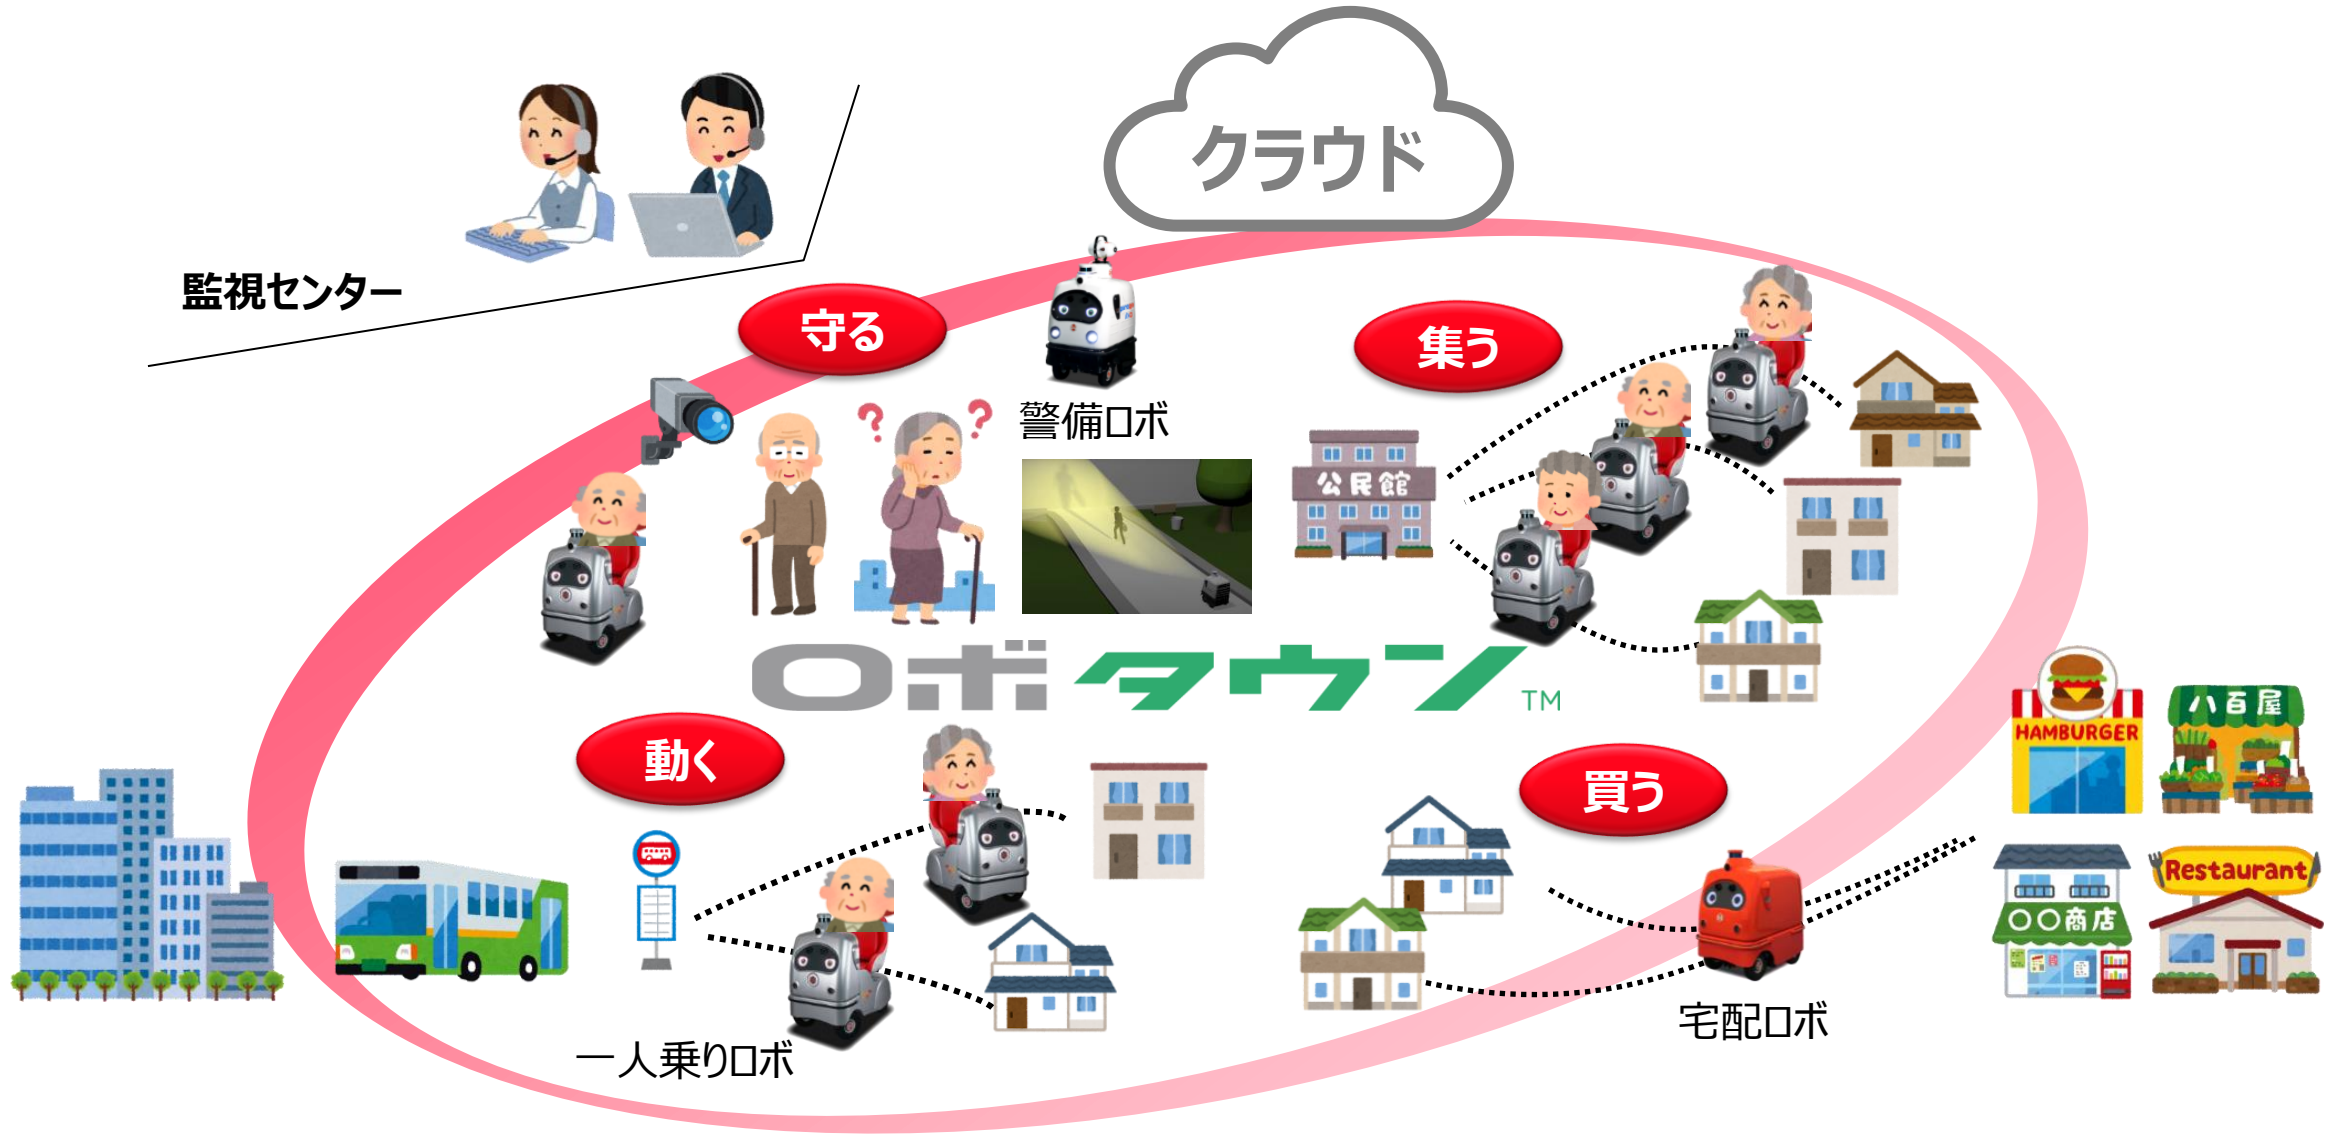 クラウド
監視センター
守る
集う
警備ロボ
公民館
ロボタウン™
動く
買う
HAMBURGER
八百屋
〇〇商店
Restaurant
宅配ロボ
一人乗りロボ